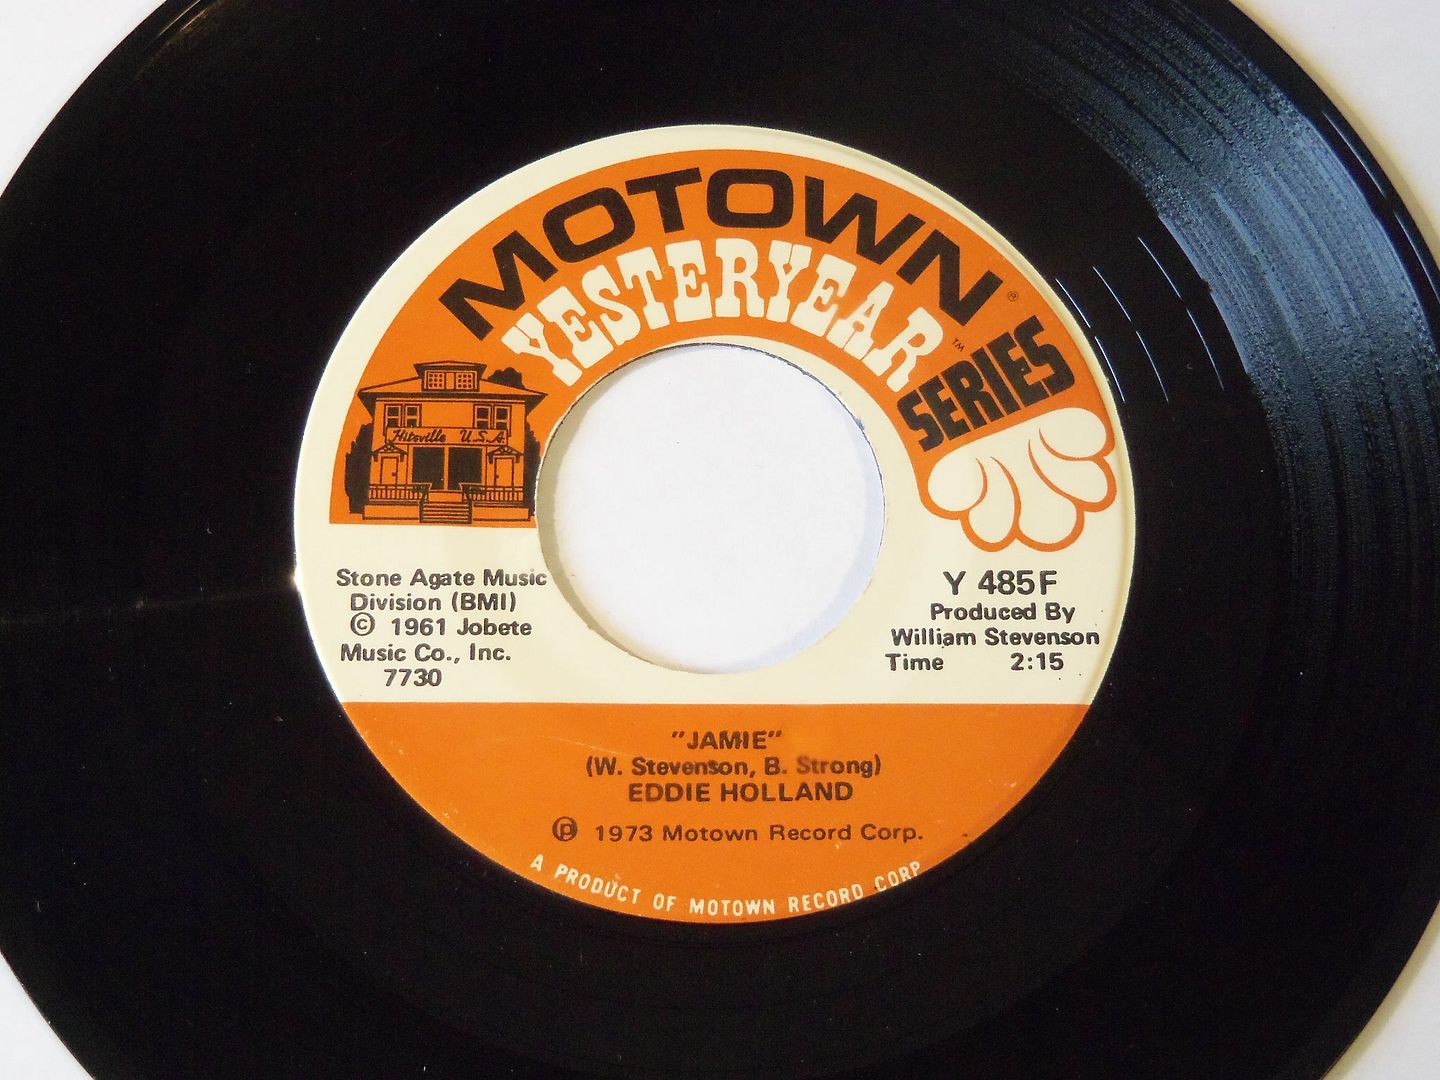 MOTOWN®
YESTERYEAR™
SERIES
Hitsville U.S.A.
Stone Agate Music
Division (BMI)
© 1961 Jobete
Music Co., Inc.
7730
Y 485F
Produced By
William Stevenson
Time 2:15
"JAMIE"
(W. Stevenson, B. Strong)
EDDIE HOLLAND
℗ 1973 Motown Record Corp.
A PRODUCT OF MOTOWN RECORD CORP